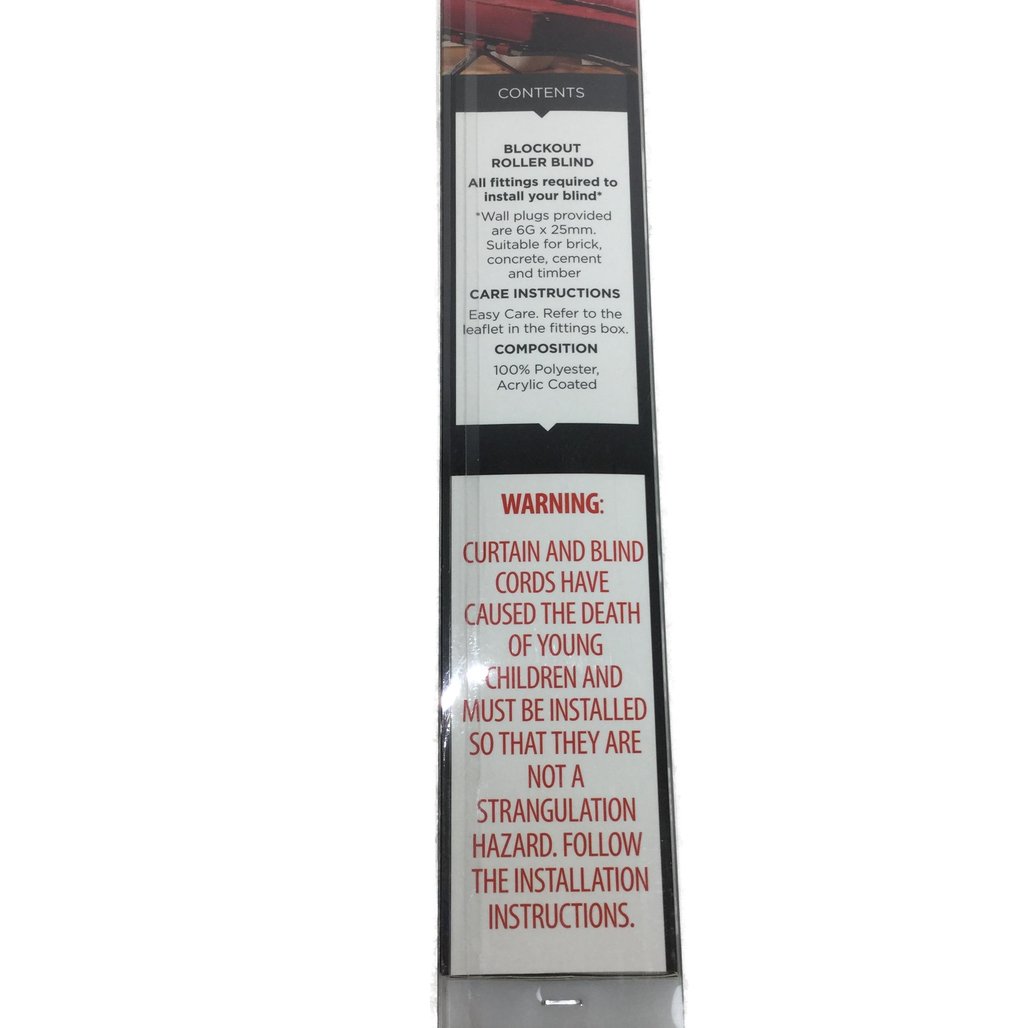 CONTENTS
BLOCKOUT
ROLLER BLIND
All fittings required to
install your blind*
*Wall plugs provided
are 6G x 25mm.
Suitable for brick,
concrete, cement
and timber
CARE INSTRUCTIONS
Easy Care. Refer to the
leaflet in the fittings box.
COMPOSITION
100% Polyester,
Acrylic Coated
WARNING:
CURTAIN AND BLIND
CORDS HAVE
CAUSED THE DEATH
OF YOUNG
CHILDREN AND
MUST BE INSTALLED
SO THAT THEY ARE
NOT A
STRANGULATION
HAZARD. FOLLOW
THE INSTALLATION
INSTRUCTIONS.